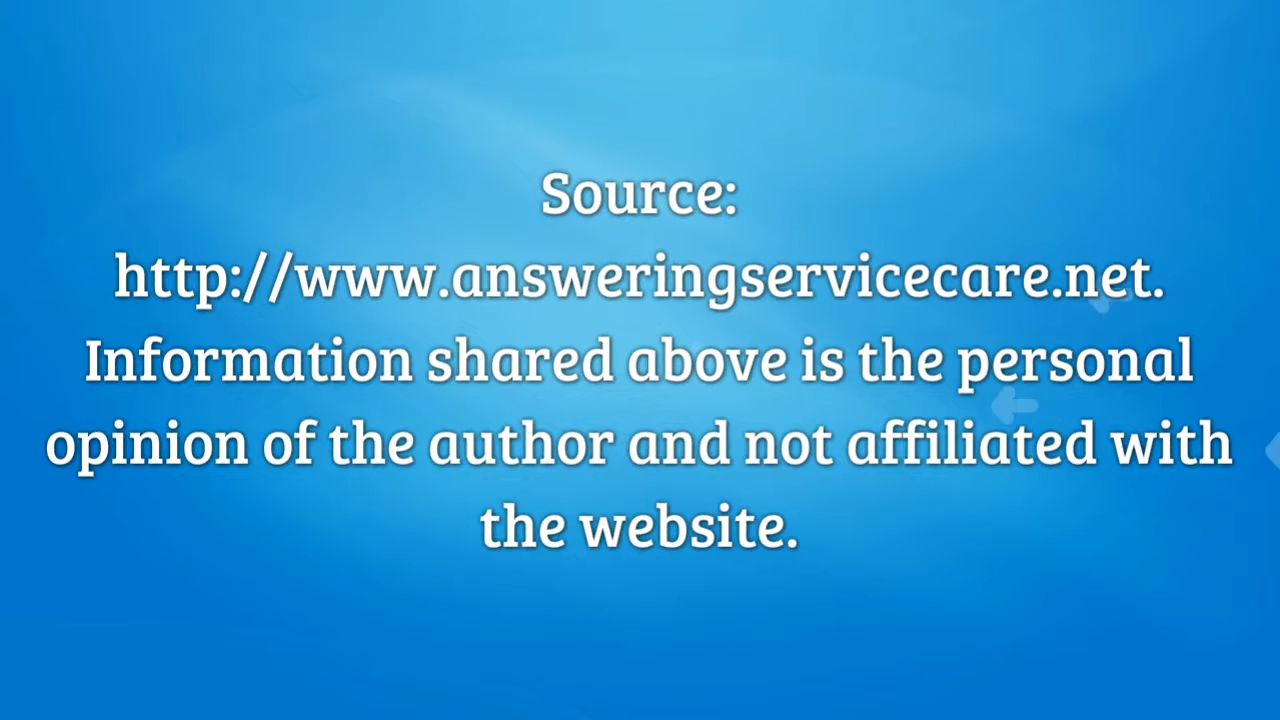 Source:
http://www.answeringservicecare.net.
Information shared above is the personal
opinion of the author and not affiliated with
the website.